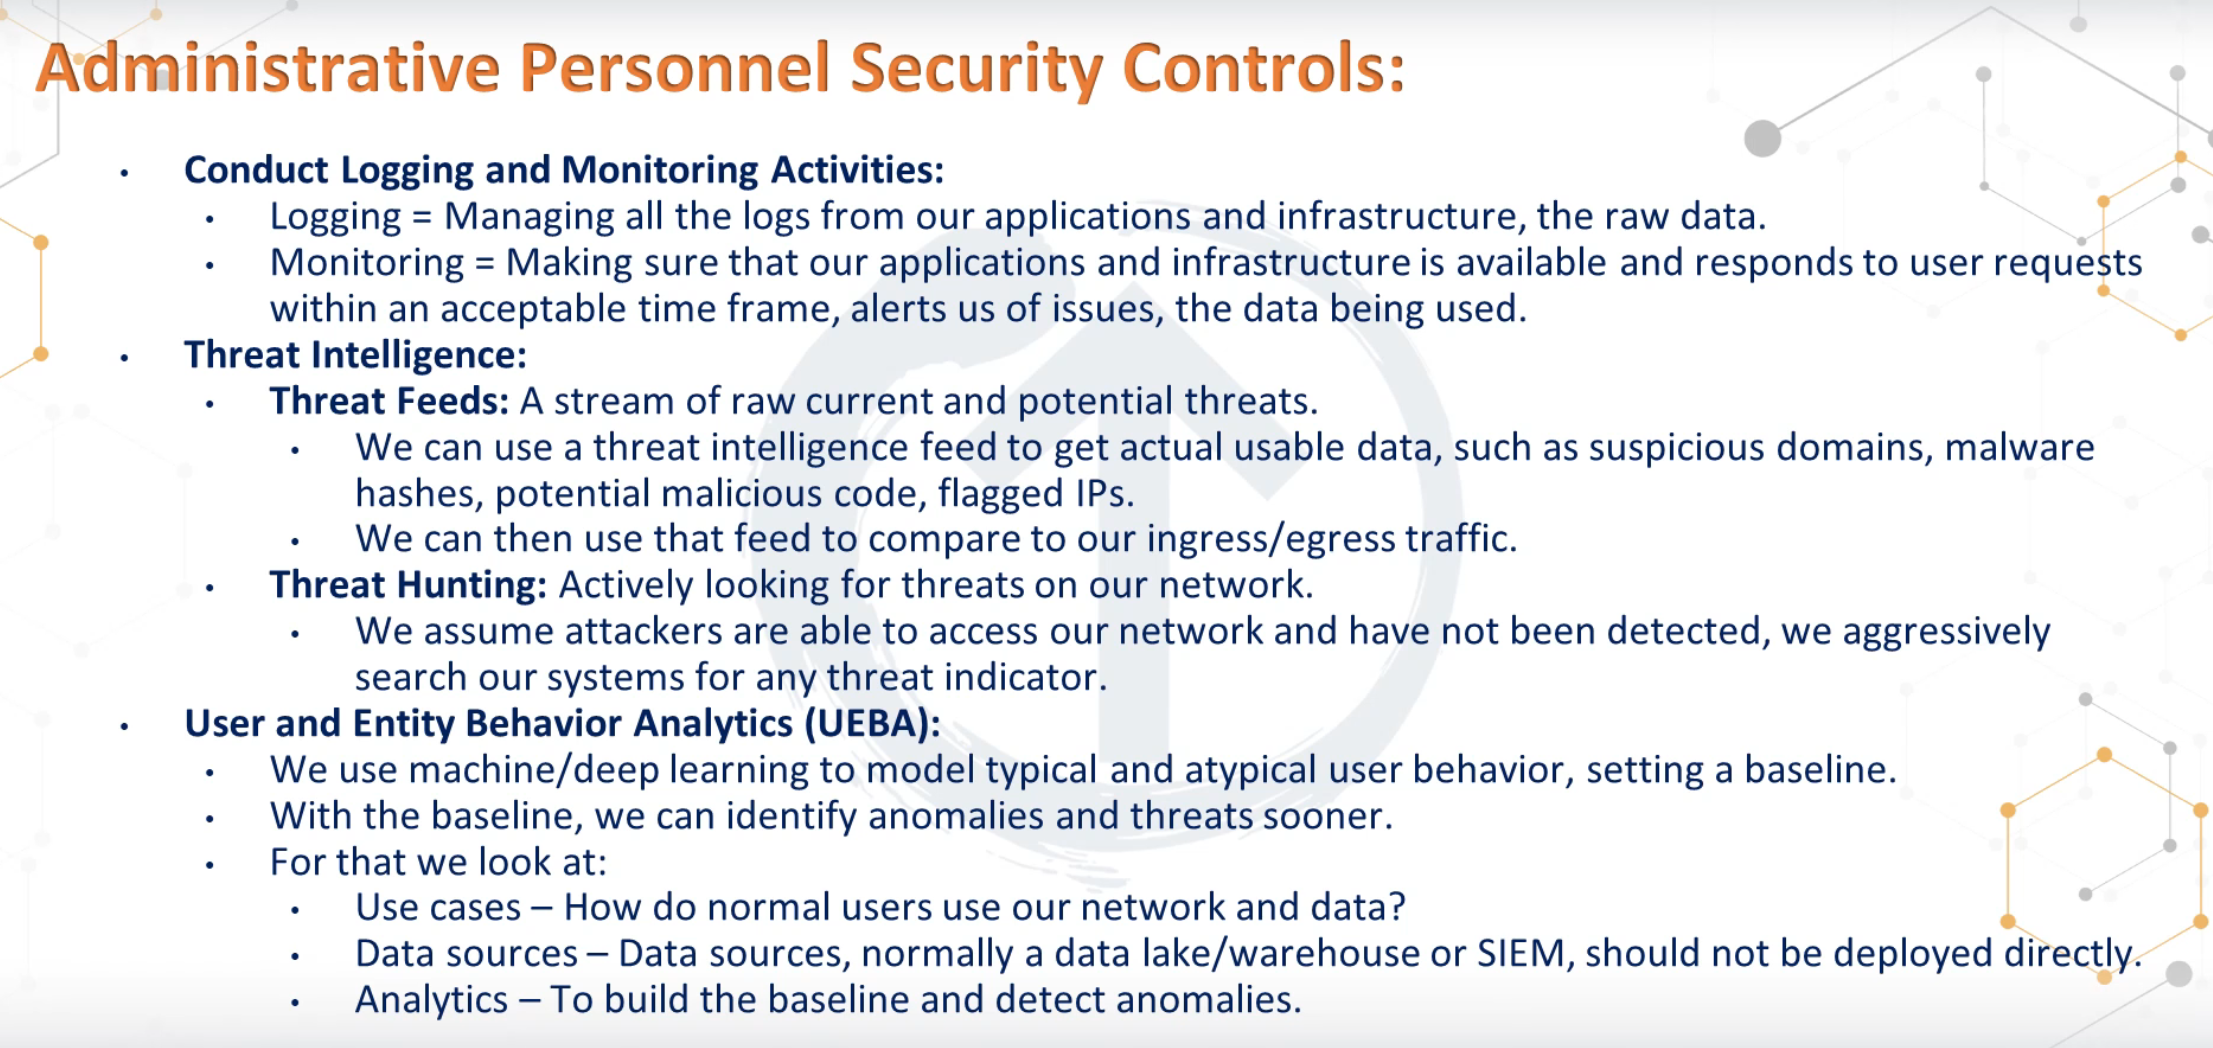 Administrative Personnel Security Controls:
• Conduct Logging and Monitoring Activities:
• Logging = Managing all the logs from our applications and infrastructure, the raw data.
• Monitoring = Making sure that our applications and infrastructure is available and responds to user requests
within an acceptable time frame, alerts us of issues, the data being used.
• Threat Intelligence:
• Threat Feeds: A stream of raw current and potential threats.
• We can use a threat intelligence feed to get actual usable data, such as suspicious domains, malware
hashes, potential malicious code, flagged IPs.
• We can then use that feed to compare to our ingress/egress traffic.
• Threat Hunting: Actively looking for threats on our network.
• We assume attackers are able to access our network and have not been detected, we aggressively
search our systems for any threat indicator.
• User and Entity Behavior Analytics (UEBA):
• We use machine/deep learning to model typical and atypical user behavior, setting a baseline.
• With the baseline, we can identify anomalies and threats sooner.
• For that we look at:
• Use cases – How do normal users use our network and data?
• Data sources – Data sources, normally a data lake/warehouse or SIEM, should not be deployed directly.
• Analytics – To build the baseline and detect anomalies.